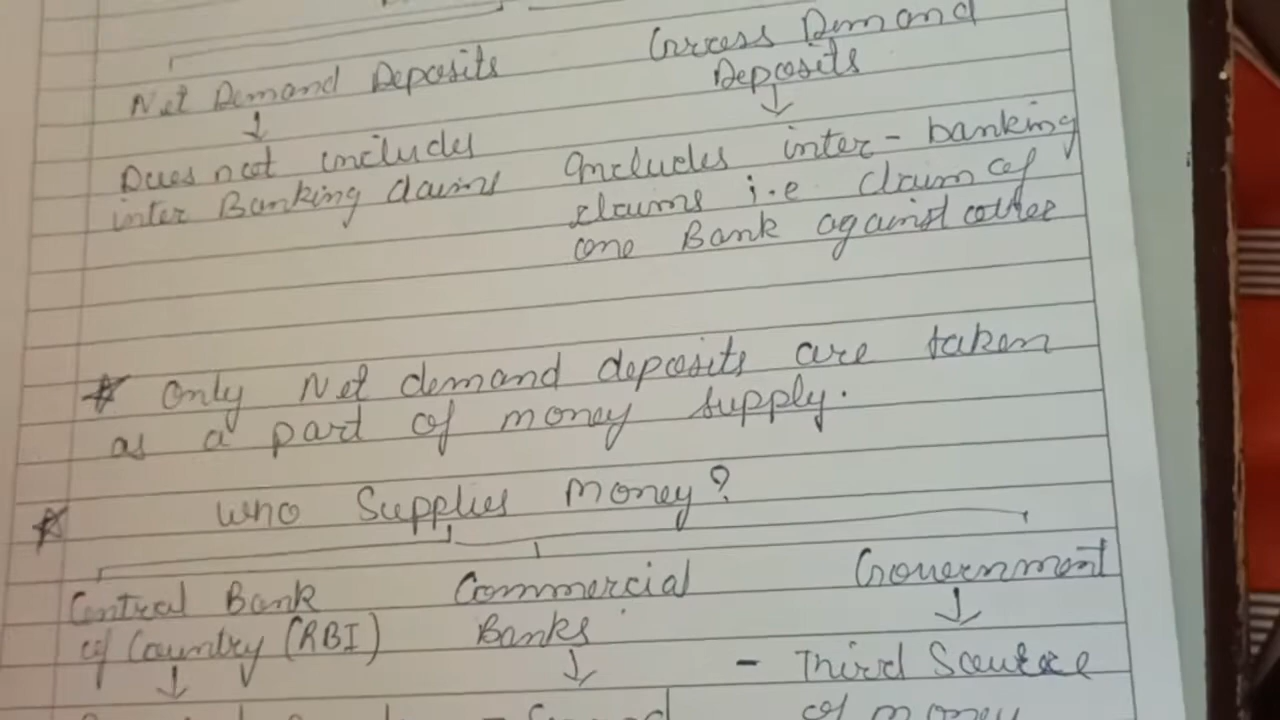 Net Demand Deposits
↓
Does not includes
inter Banking claims
Gross Demand
Deposits
↓
Includes inter-banking
claims i.e claim of
one Bank against other
* Only Net demand deposits are taken
as a part of money supply.
* Who Supplies Money?
Central Bank
of Country (RBI)
↓
Commercial
Banks
↓
Government
↓
- Third Source
of money